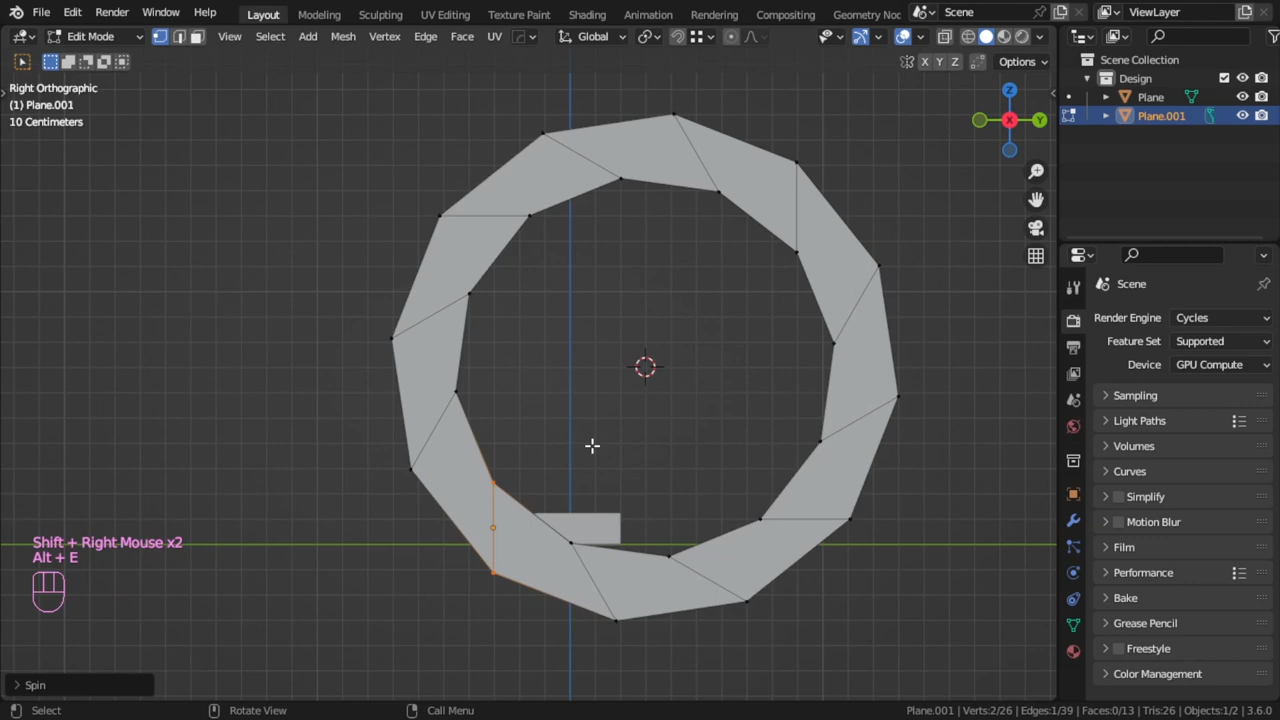 File Edit Render Window Help Layout Modeling Sculpting UV Editing Texture Paint Shading Animation Rendering Compositing Geometry Noc Scene ViewLayer
Edit Mode View Select Add Mesh Vertex Edge Face UV Global
X Y Z Options
Right Orthographic
(1) Plane.001
10 Centimeters
Z
X
Y
Shift + Right Mouse x2
Alt + E
Spin
Scene Collection
Design
Plane
Plane.001
Scene
Render Engine Cycles
Feature Set Supported
Device GPU Compute
Sampling
Light Paths
Volumes
Curves
Simplify
Motion Blur
Film
Performance
Bake
Grease Pencil
Freestyle
Color Management
Select Rotate View Call Menu Plane.001 | Verts:2/26 | Edges:1/39 | Faces:0/13 | Tris:26 | Objects:1/2 | 3.6.0